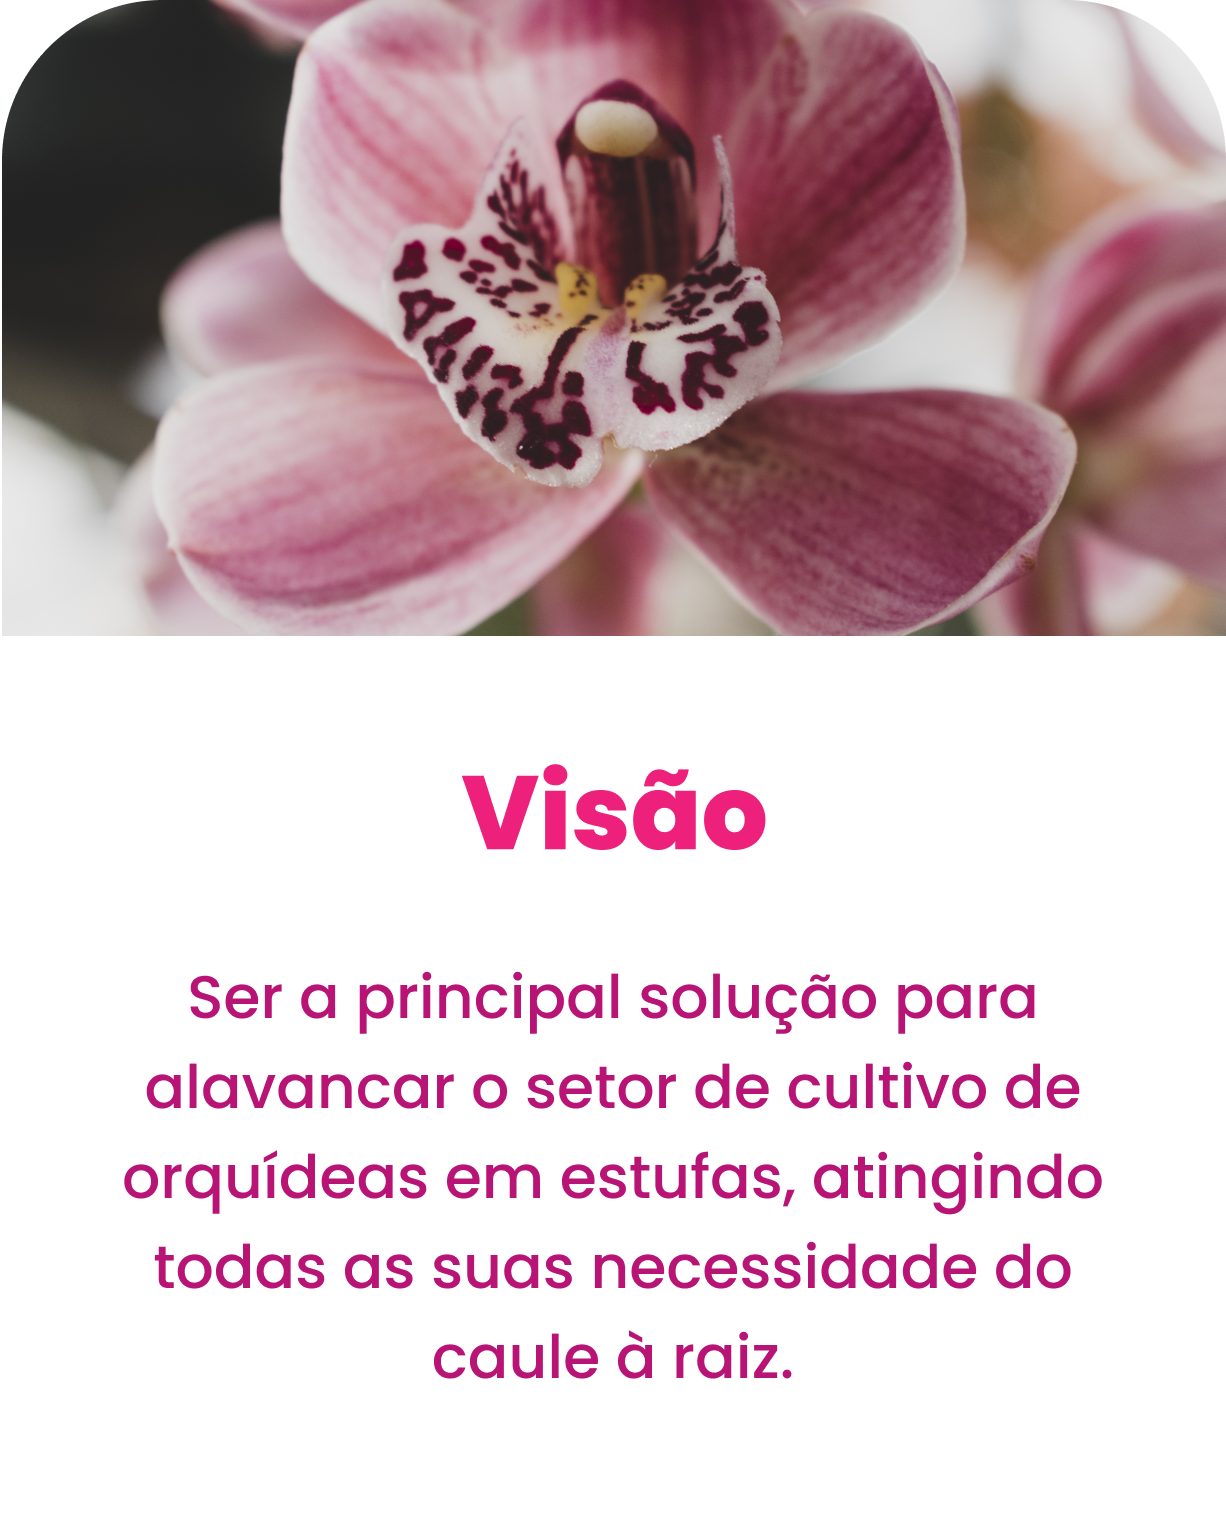 Visão
Ser a principal solução para
alavancar o setor de cultivo de
orquídeas em estufas, atingindo
todas as suas necessidade do
caule à raiz.